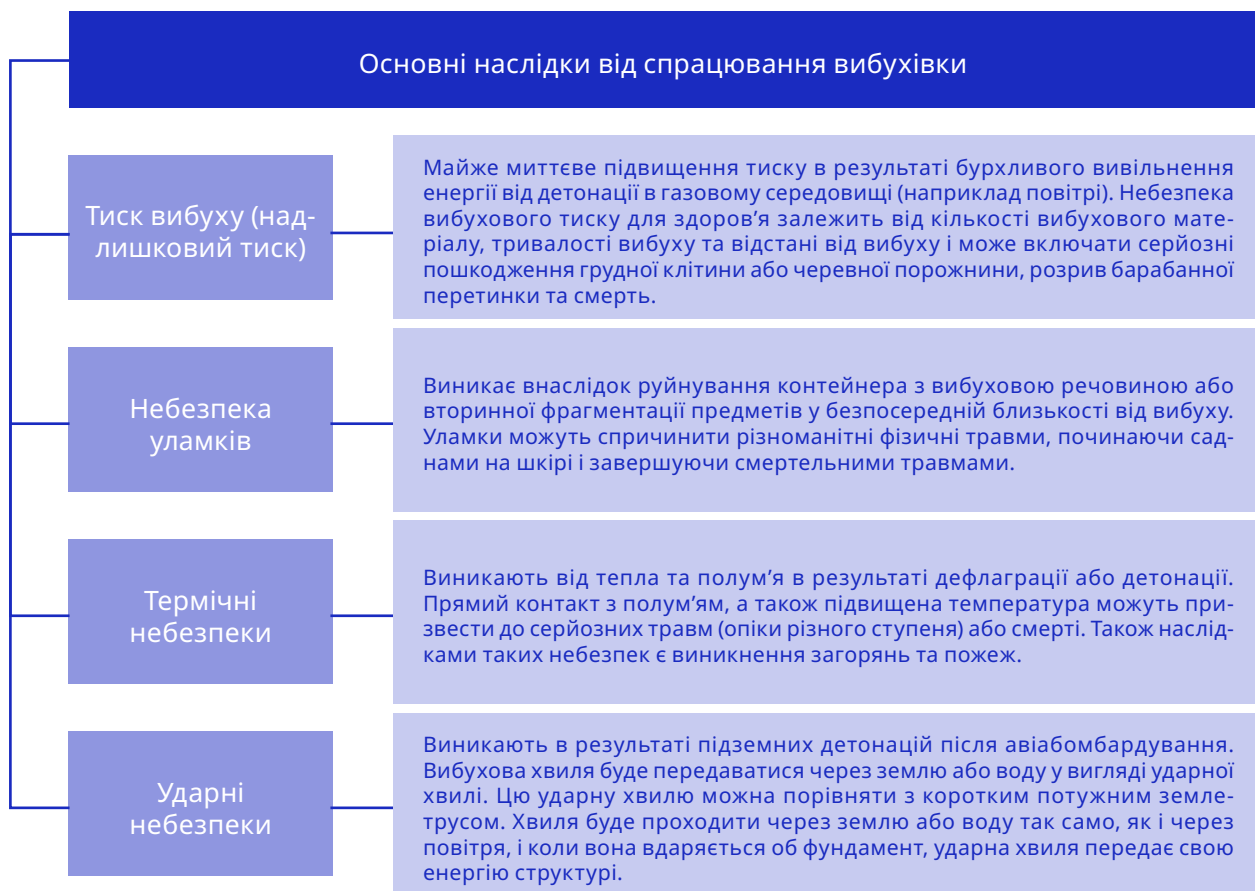 Основні наслідки від спрацювання вибухівки
Тиск вибуху (над-
лишковий тиск)
Майже миттєве підвищення тиску в результаті бурхливого вивільнення
енергії від детонації в газовому середовищі (наприклад повітрі). Небезпека
вибухового тиску для здоров’я залежить від кількості вибухового мате-
ріалу, тривалості вибуху та відстані від вибуху і може включати серйозні
пошкодження грудної клітини або черевної порожнини, розрив барабанної
перетинки та смерть.
Небезпека
уламків
Виникає внаслідок руйнування контейнера з вибуховою речовиною або
вторинної фрагментації предметів у безпосередній близькості від вибуху.
Уламки можуть спричинити різноманітні фізичні травми, починаючи сад-
нами на шкірі і завершуючи смертельними травмами.
Термічні
небезпеки
Виникають від тепла та полум’я в результаті дефлаграції або детонації.
Прямий контакт з полум’ям, а також підвищена температура можуть при-
звести до серйозних травм (опіки різного ступеня) або смерті. Також наслід-
ками таких небезпек є виникнення загорянь та пожеж.
Ударні
небезпеки
Виникають в результаті підземних детонацій після авіабомбардування.
Вибухова хвиля буде передаватися через землю або воду у вигляді ударної
хвилі. Цю ударну хвилю можна порівняти з коротким потужним земле-
трусом. Хвиля буде проходити через землю або воду так само, як і через
повітря, і коли вона вдаряється об фундамент, ударна хвиля передає свою
енергію структурі.